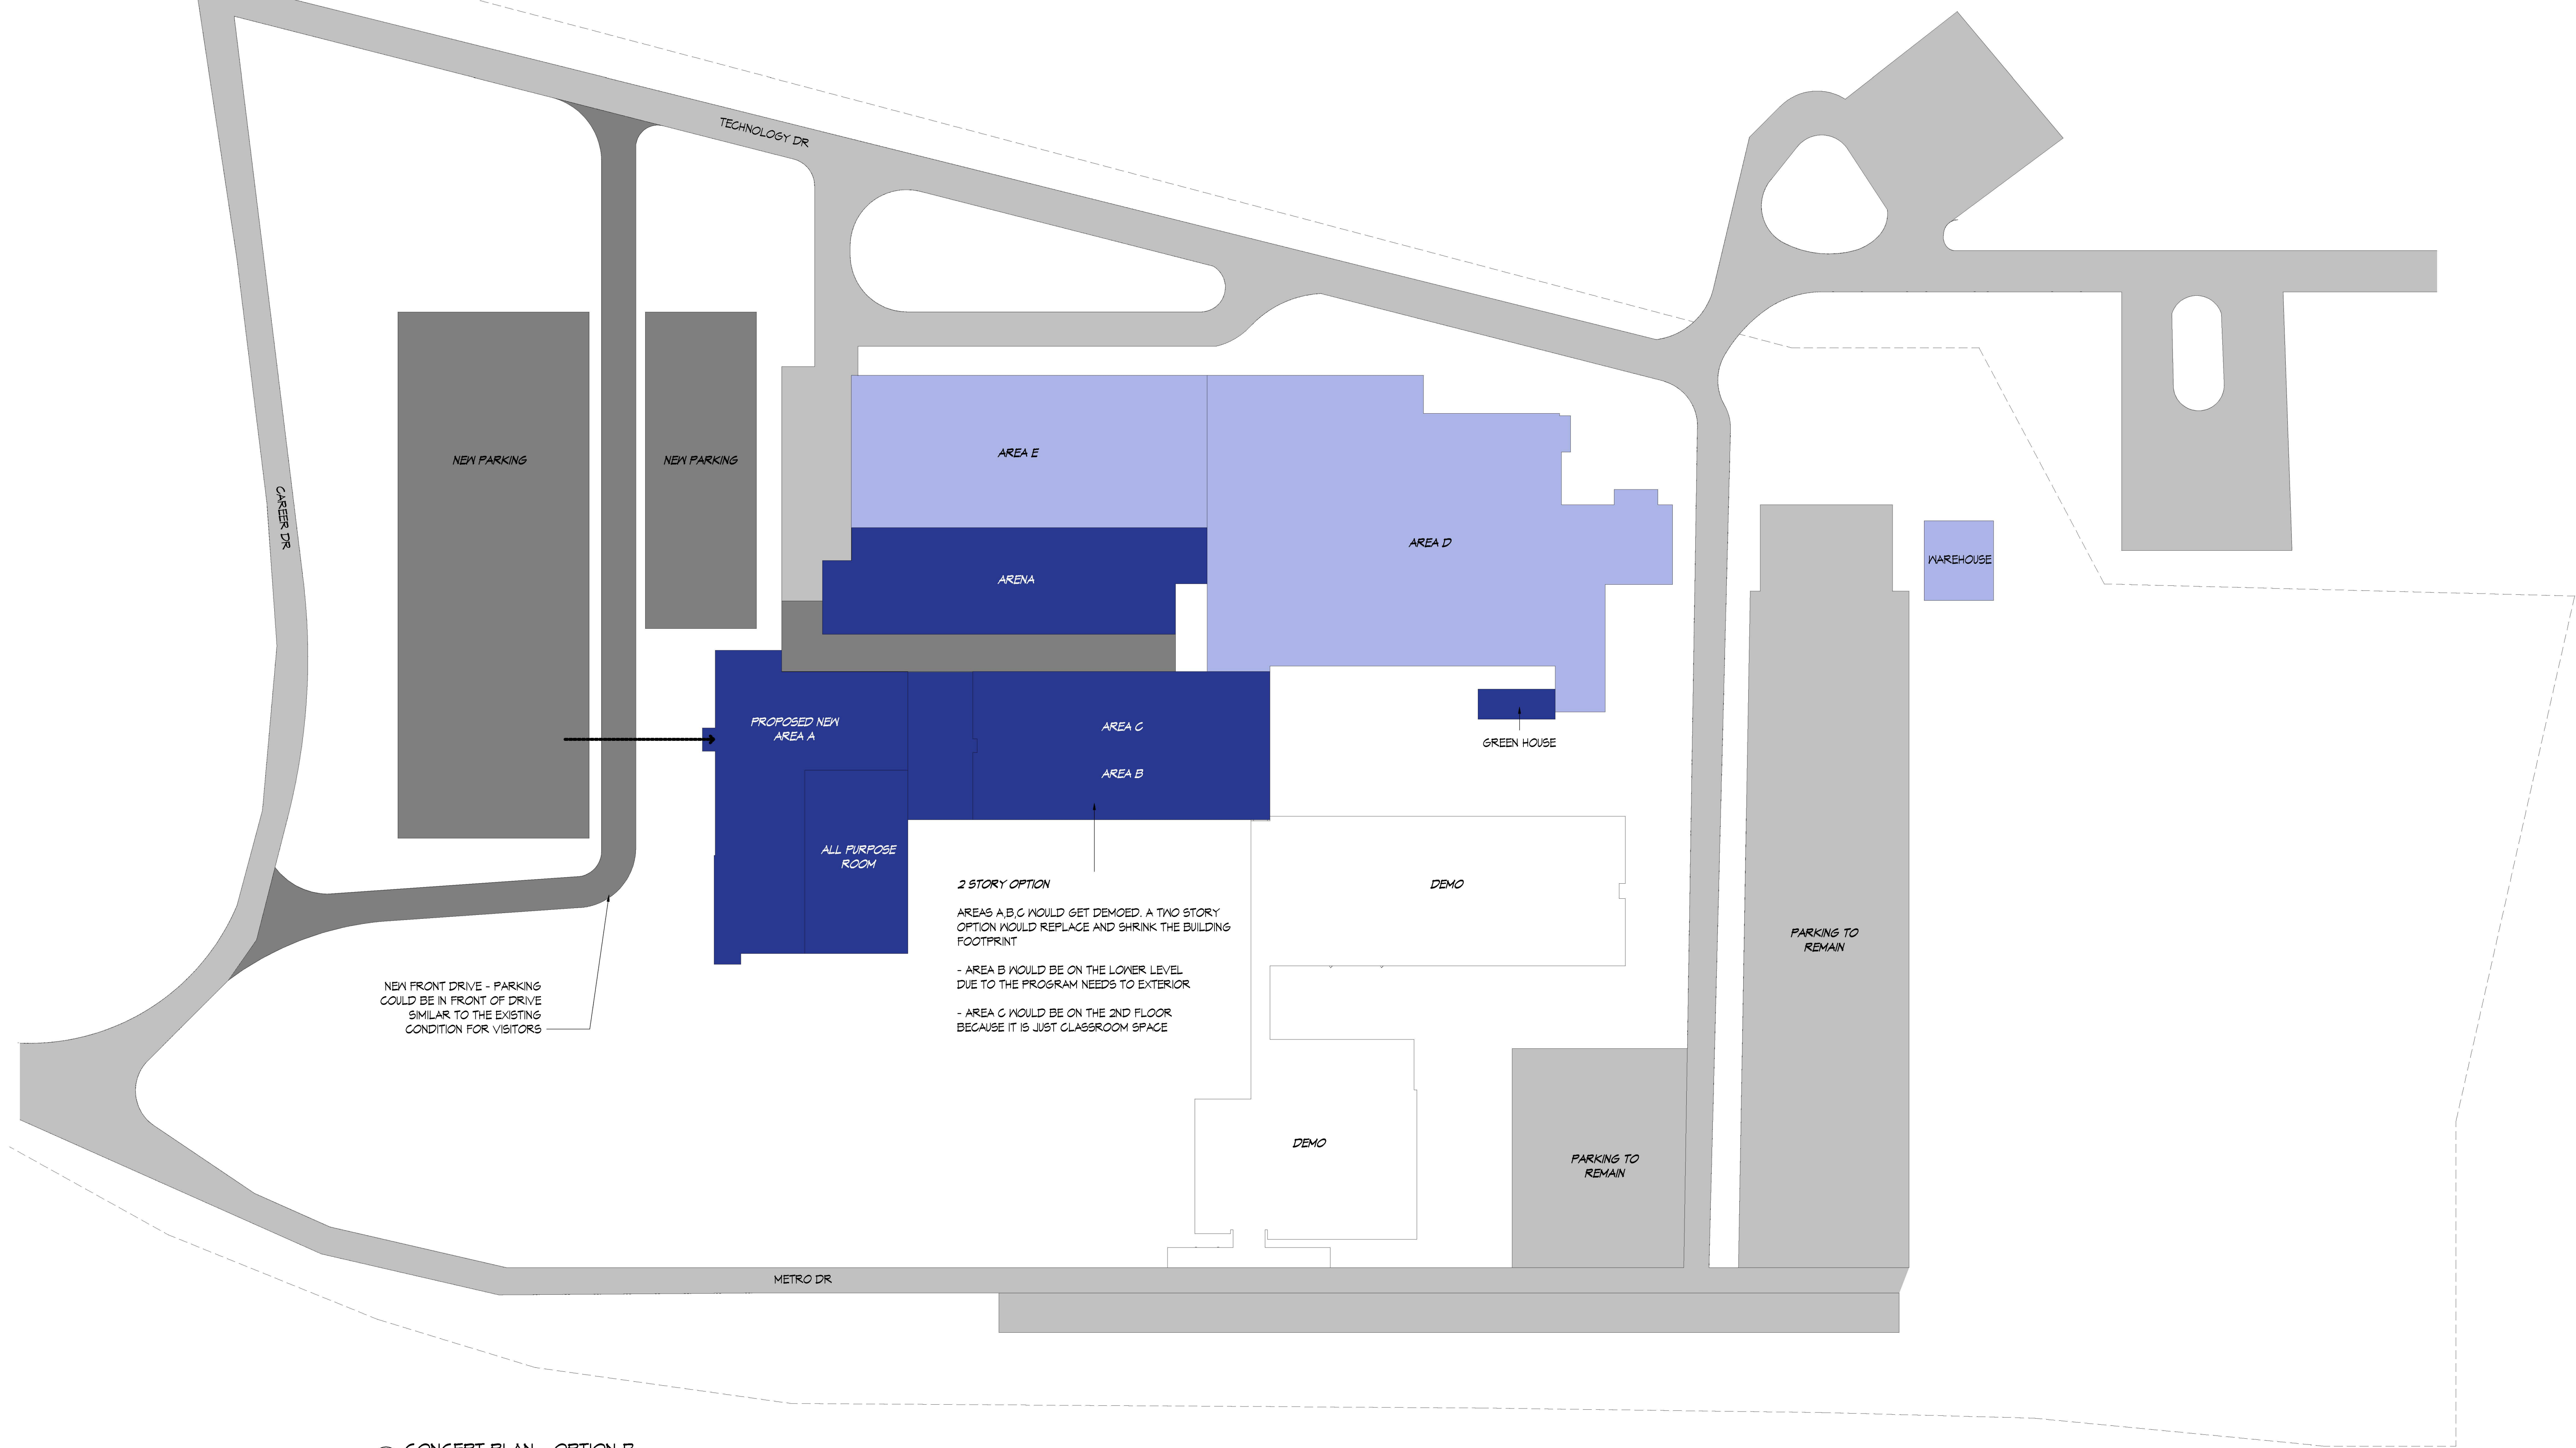 TECHNOLOGY DR
CAREER DR
NEW PARKING
NEW PARKING
AREA E
AREA D
ARENA
WAREHOUSE
PROPOSED NEW
AREA A
AREA C
AREA B
GREEN HOUSE
ALL PURPOSE
ROOM
2 STORY OPTION
AREAS A,B,C WOULD GET DEMOED. A TWO STORY
OPTION WOULD REPLACE AND SHRINK THE BUILDING
FOOTPRINT
- AREA B WOULD BE ON THE LOWER LEVEL
DUE TO THE PROGRAM NEEDS TO EXTERIOR
- AREA C WOULD BE ON THE 2ND FLOOR
BECAUSE IT IS JUST CLASSROOM SPACE
DEMO
PARKING TO
REMAIN
NEW FRONT DRIVE - PARKING
COULD BE IN FRONT OF DRIVE
SIMILAR TO THE EXISTING
CONDITION FOR VISITORS
DEMO
PARKING TO
REMAIN
METRO DR
CONCEPT PLAN - OPTION